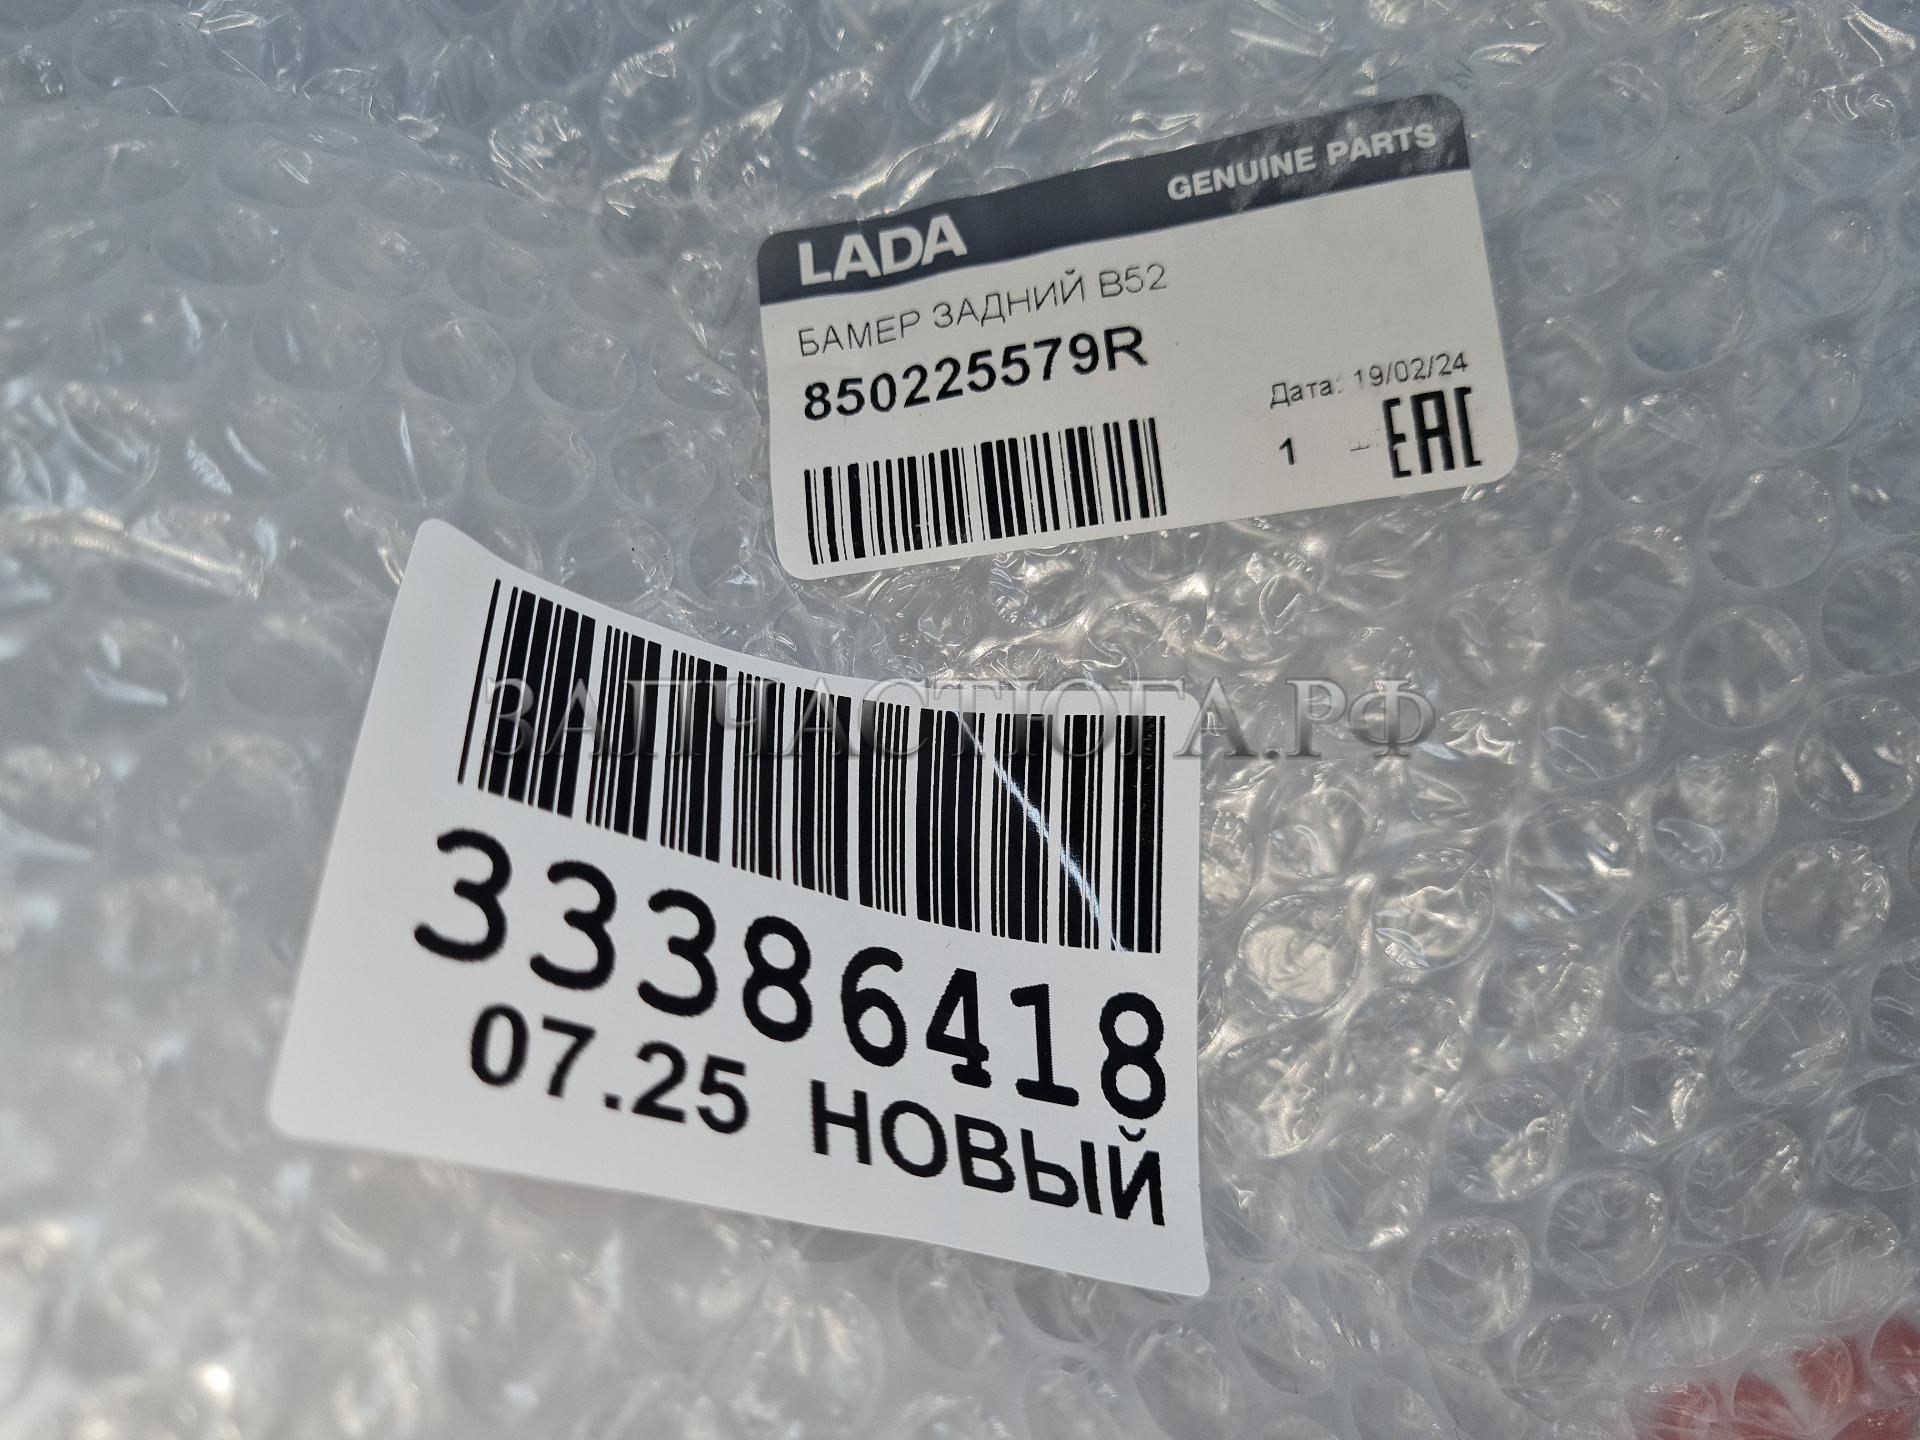 LADA GENUINE PARTS
БАМЕР ЗАДНИЙ B52
850225579R
Дата: 19/02/24
1 EAC
ЗАПЧАСТЮГА.РФ
33386418
07.25 НОВЫЙ